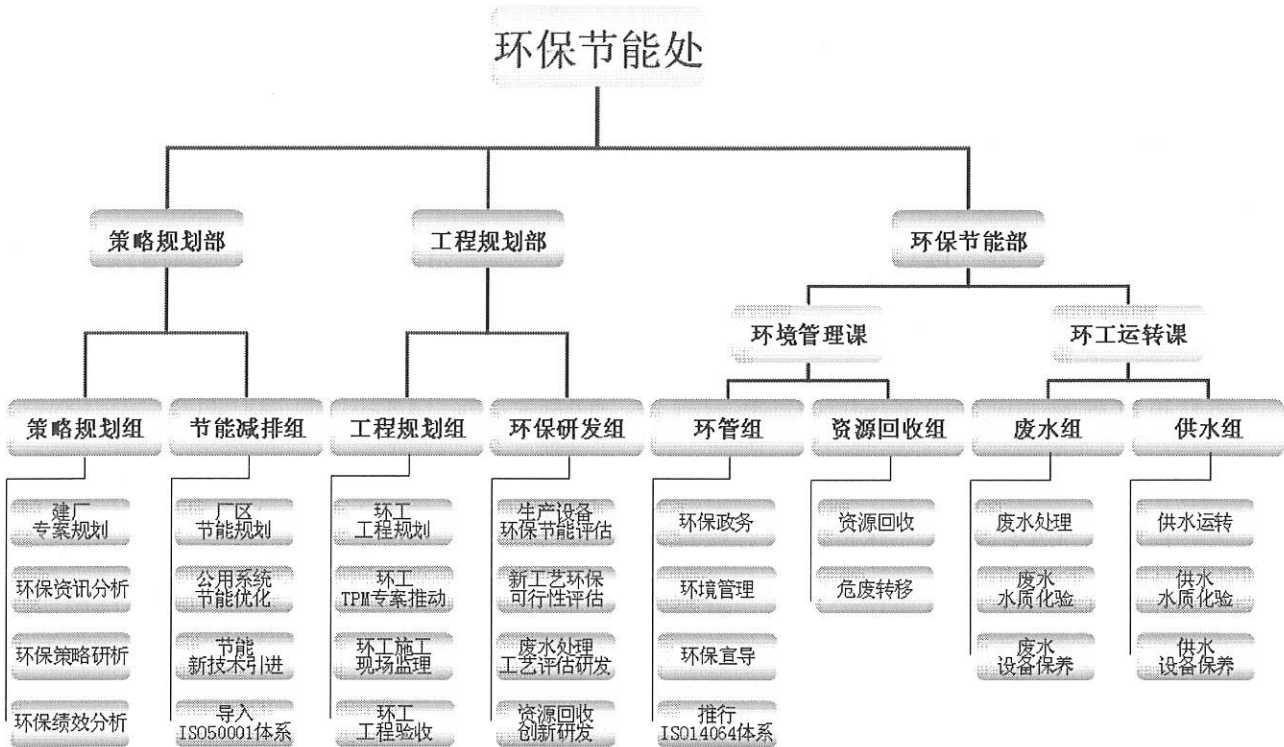 环保节能处
策略规划部
工程规划部
环保节能部
环境管理课
环工运转课
策略规划组
节能减排组
工程规划组
环保研发组
环管组
资源回收组
废水组
供水组
建厂
专案规划
环保资讯分析
环保策略研析
环保绩效分析
厂区
节能规划
公用系统
节能优化
节能
新技术引进
导入
ISO50001体系
环工
工程规划
环工
TPM专案推动
环工施工
现场监理
环工
工程验收
生产设备
环保节能评估
新工艺环保
可行性评估
废水处理
工艺评估研发
资源回收
创新研发
环保政务
环境管理
环保宣导
推行
ISO14064体系
资源回收
危废转移
废水处理
废水
水质化验
废水
设备保养
供水运转
供水
水质化验
供水
设备保养